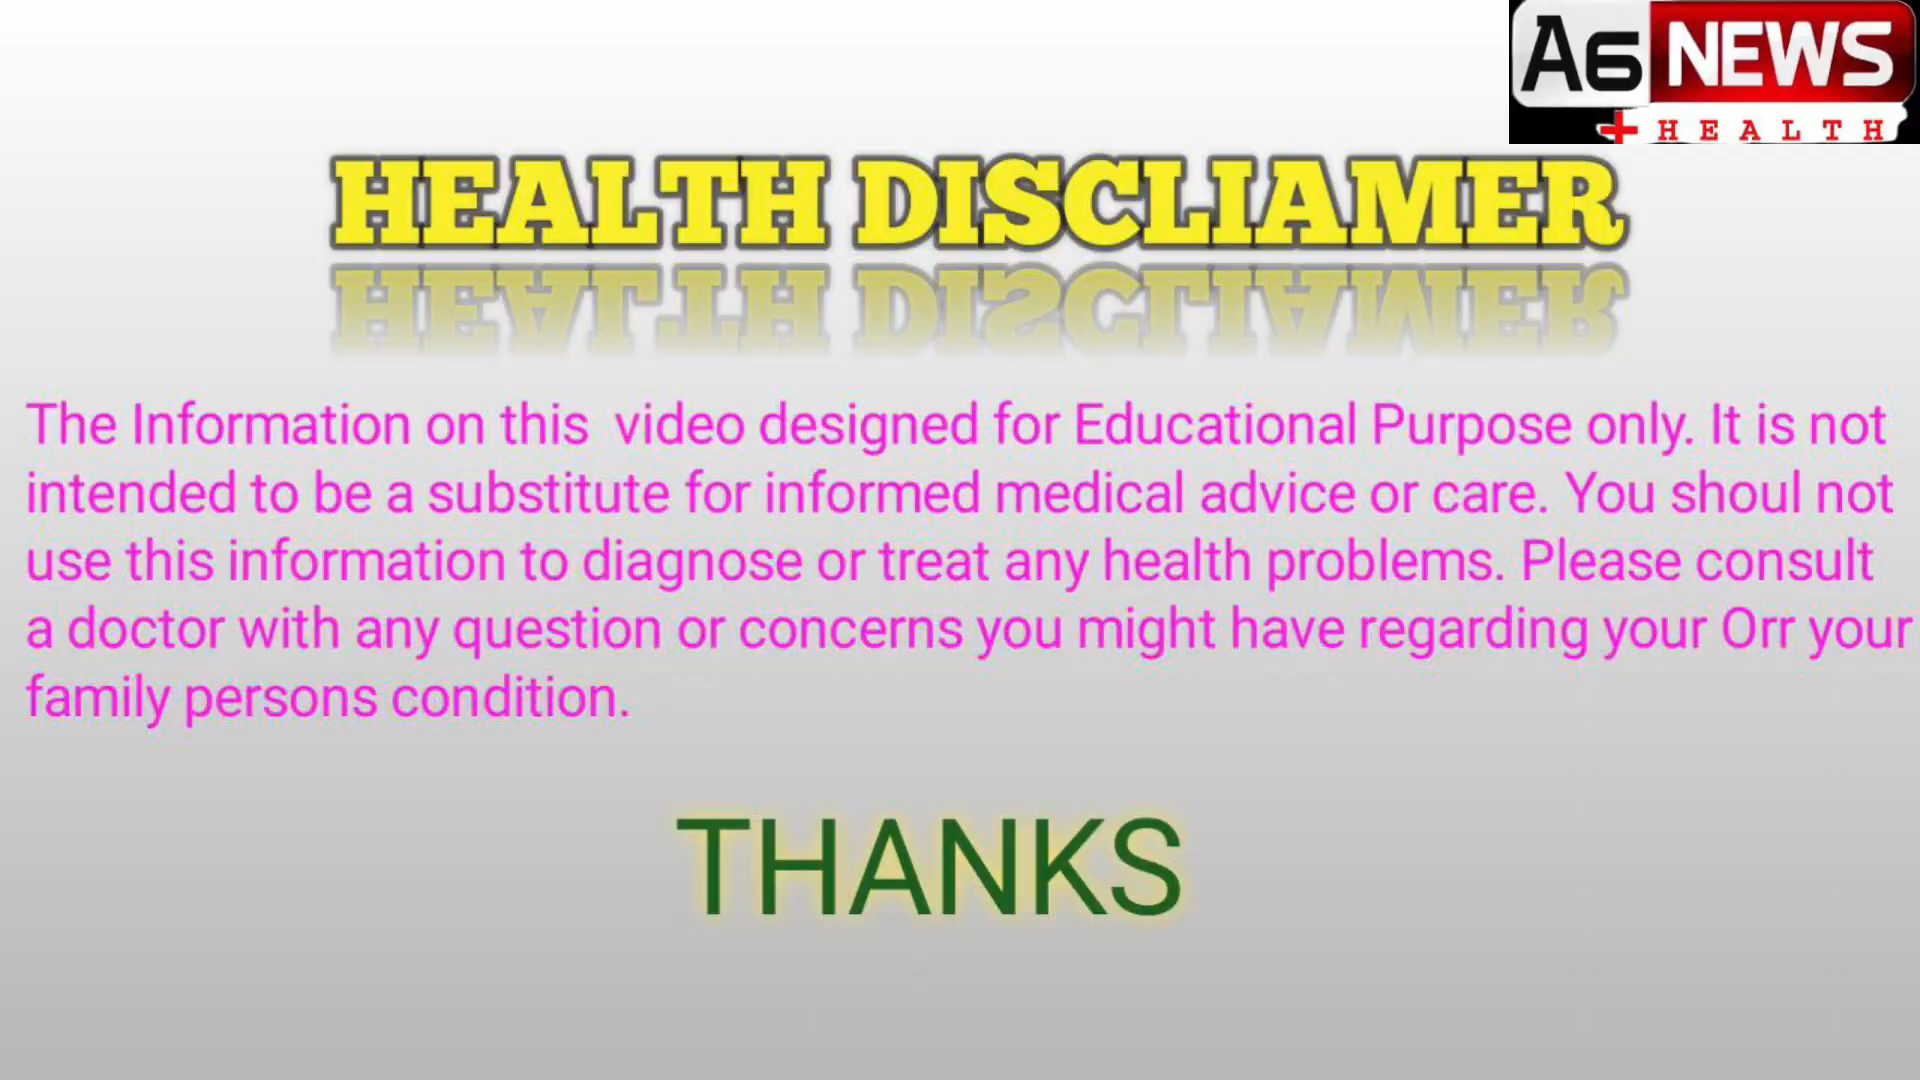 A6 NEWS
+HEALTH
HEALTH DISCLIAMER
The Information on this  video designed for Educational Purpose only. It is not
intended to be a substitute for informed medical advice or care. You shoul not
use this information to diagnose or treat any health problems. Please consult
a doctor with any question or concerns you might have regarding your Orr your
family persons condition.
THANKS